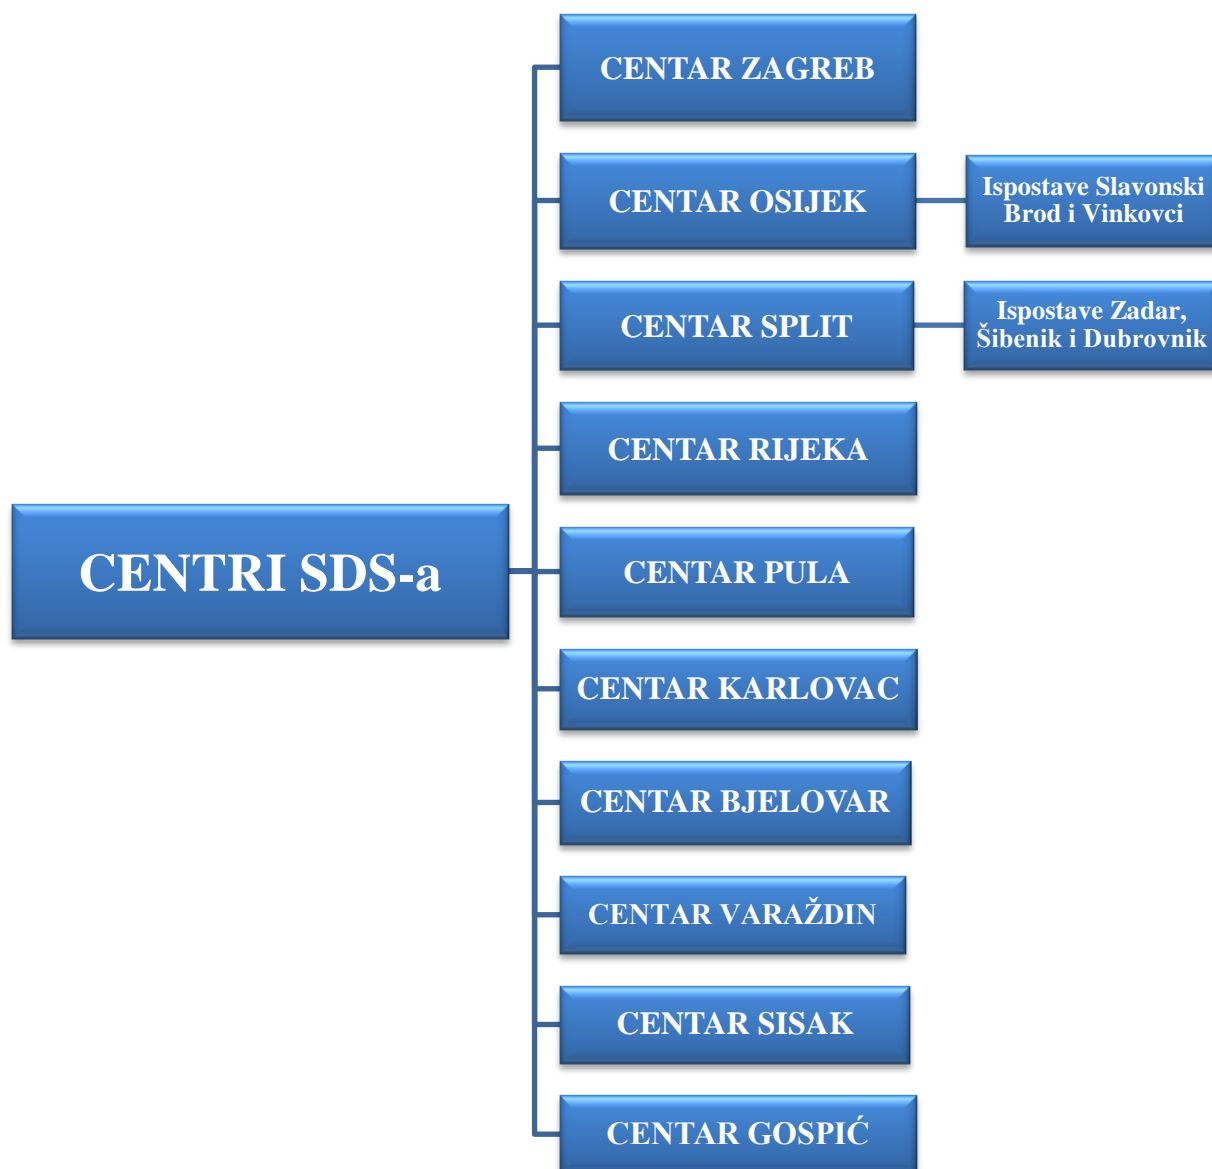 CENTRI SDS-a
CENTAR ZAGREB
CENTAR OSIJEK
Ispostave Slavonski
Brod i Vinkovci
CENTAR SPLIT
Ispostave Zadar,
Šibenik i Dubrovnik
CENTAR RIJEKA
CENTAR PULA
CENTAR KARLOVAC
CENTAR BJELOVAR
CENTAR VARAŽDIN
CENTAR SISAK
CENTAR GOSPIĆ